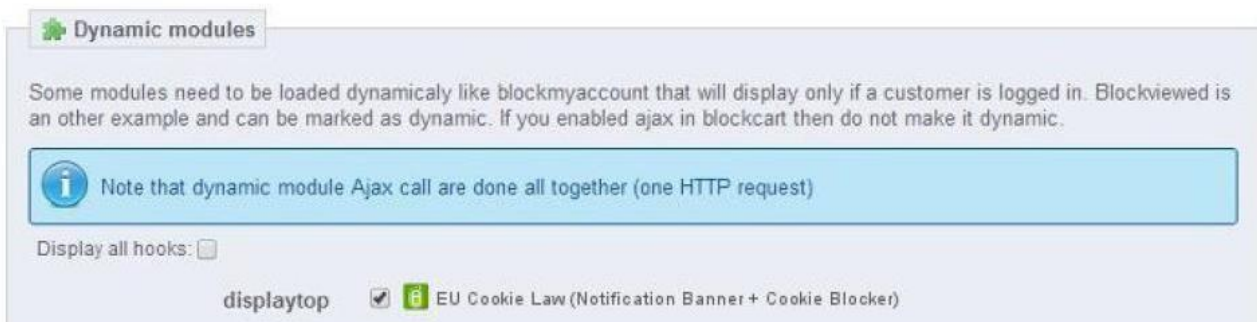 Dynamic modules
Some modules need to be loaded dynamicaly like blockmyaccount that will display only if a customer is logged in. Blockviewed is
an other example and can be marked as dynamic. If you enabled ajax in blockcart then do not make it dynamic.
Note that dynamic module Ajax call are done all together (one HTTP request)
Display all hooks:
displaytop EU Cookie Law (Notification Banner + Cookie Blocker)